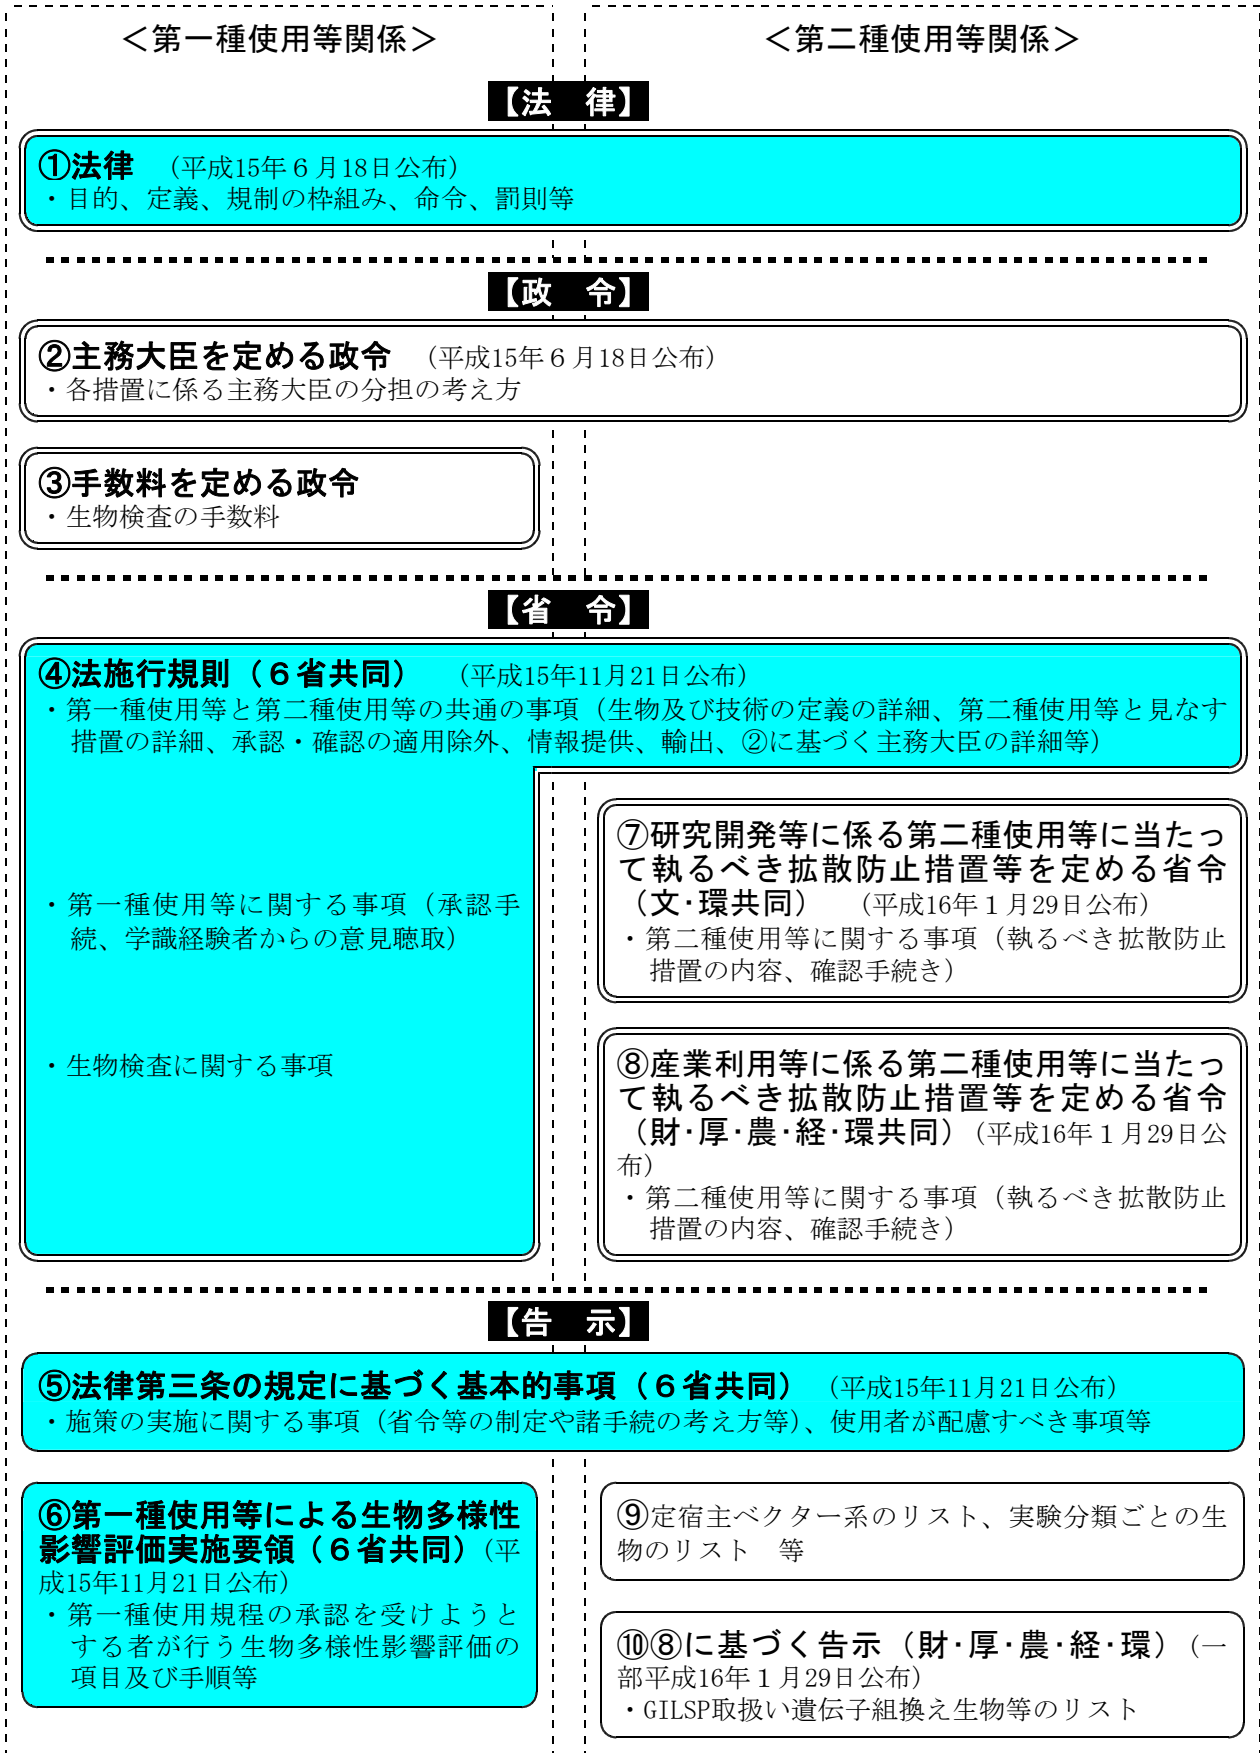 ＜第一種使用等関係＞
＜第二種使用等関係＞
【法　律】
①法律　（平成15年６月18日公布）
・目的、定義、規制の枠組み、命令、罰則等
【政　令】
②主務大臣を定める政令　（平成15年６月18日公布）
・各措置に係る主務大臣の分担の考え方
③手数料を定める政令
・生物検査の手数料
【省　令】
④法施行規則（６省共同）　（平成15年11月21日公布）
・第一種使用等と第二種使用等の共通の事項（生物及び技術の定義の詳細、第二種使用等と見なす
措置の詳細、承認・確認の適用除外、情報提供、輸出、②に基づく主務大臣の詳細等）
・第一種使用等に関する事項（承認手
続、学識経験者からの意見聴取）
・生物検査に関する事項
⑦研究開発等に係る第二種使用等に当たっ
て執るべき拡散防止措置等を定める省令
（文･環共同）　（平成16年１月29日公布）
・第二種使用等に関する事項（執るべき拡散防止
措置の内容、確認手続き）
⑧産業利用等に係る第二種使用等に当たっ
て執るべき拡散防止措置等を定める省令
（財･厚･農･経･環共同）（平成16年１月29日公
布）
・第二種使用等に関する事項（執るべき拡散防止
措置の内容、確認手続き）
【告　示】
⑤法律第三条の規定に基づく基本的事項（６省共同）　（平成15年11月21日公布）
・施策の実施に関する事項（省令等の制定や諸手続の考え方等）、使用者が配慮すべき事項等
⑥第一種使用等による生物多様性
影響評価実施要領（６省共同）（平
成15年11月21日公布）
・第一種使用規程の承認を受けようと
する者が行う生物多様性影響評価の
項目及び手順等
⑨定宿主ベクター系のリスト、実験分類ごとの生
物のリスト　等
⑩⑧に基づく告示（財･厚･農･経･環）（一
部平成16年１月29日公布）
・GILSP取扱い遺伝子組換え生物等のリスト